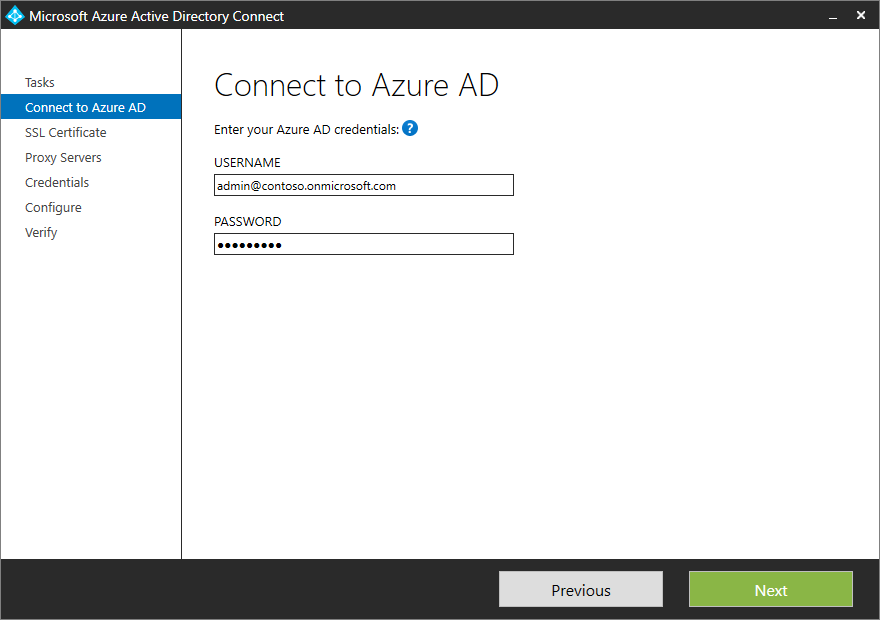 Microsoft Azure Active Directory Connect
Tasks
Connect to Azure AD
SSL Certificate
Proxy Servers
Credentials
Configure
Verify
Connect to Azure AD
Enter your Azure AD credentials: ?
USERNAME
admin@contoso.onmicrosoft.com
PASSWORD
●●●●●●●●●
Previous
Next